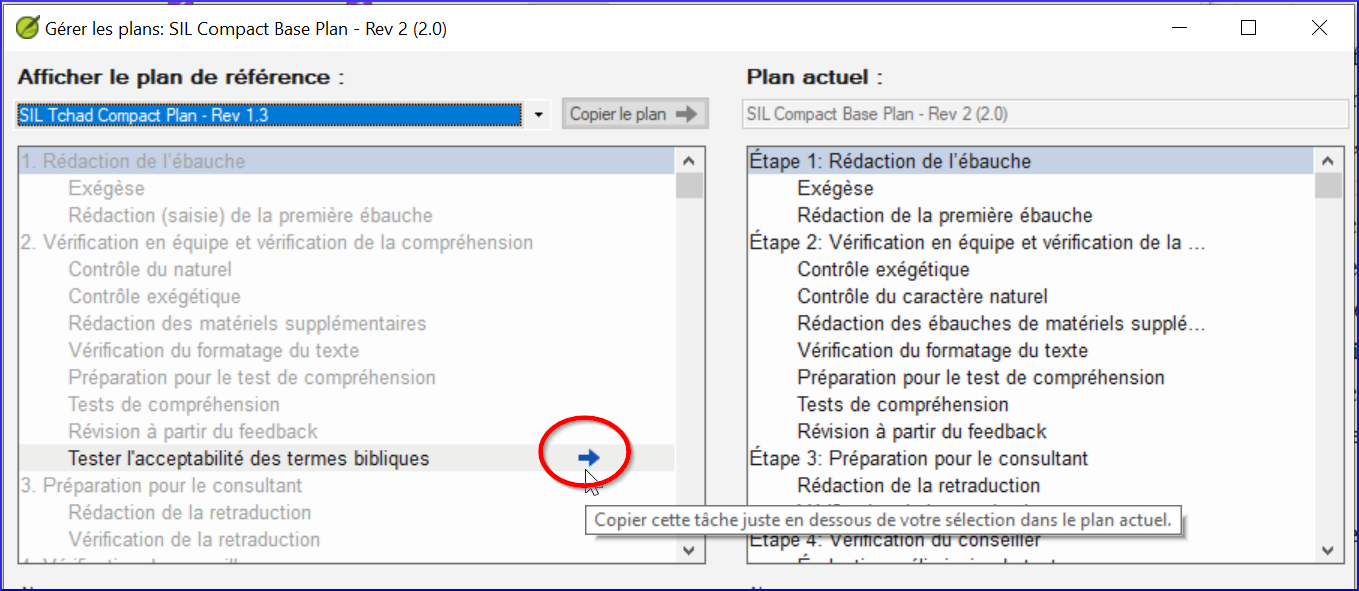 Gérer les plans: SIL Compact Base Plan - Rev 2 (2.0)
Afficher le plan de référence :
SIL Tchad Compact Plan - Rev 1.3
Copier le plan
1. Rédaction de l'ébauche
Exégèse
Rédaction (saisie) de la première ébauche
2. Vérification en équipe et vérification de la compréhension
Contrôle du naturel
Contrôle exégétique
Rédaction des matériels supplémentaires
Vérification du formatage du texte
Préparation pour le test de compréhension
Tests de compréhension
Révision à partir du feedback
Tester l'acceptabilité des termes bibliques
3. Préparation pour le consultant
Rédaction de la retraduction
Vérification de la retraduction
Plan actuel :
SIL Compact Base Plan - Rev 2 (2.0)
Étape 1: Rédaction de l'ébauche
Exégèse
Rédaction de la première ébauche
Étape 2: Vérification en équipe et vérification de la ...
Contrôle exégétique
Contrôle du caractère naturel
Rédaction des ébauches de matériels supplé...
Vérification du formatage du texte
Préparation pour le test de compréhension
Tests de compréhension
Révision à partir du feedback
Étape 3: Préparation pour le consultant
Rédaction de la retraduction
Copier cette tâche juste en dessous de votre sélection dans le plan actuel.
Étape 4: Vérification du conseiller